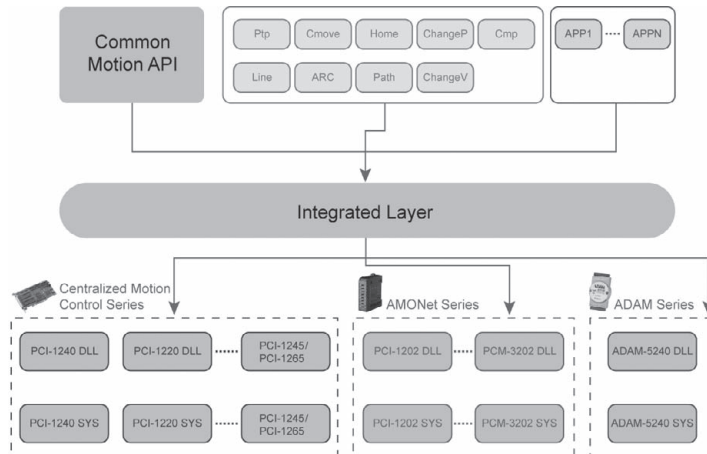 Common
Motion API
Ptp Cmove Home ChangeP Cmp
Line ARC Path ChangeV
APP1 APPN
Integrated Layer
Centralized Motion
Control Series
AMONet Series
ADAM Series
PCI-1240 DLL PCI-1220 DLL PCI-1245/
PCI-1265
PCI-1202 DLL PCM-3202 DLL
ADAM-5240 DLL
PCI-1240 SYS PCI-1220 SYS PCI-1245/
PCI-1265
PCI-1202 SYS PCM-3202 SYS
ADAM-5240 SYS